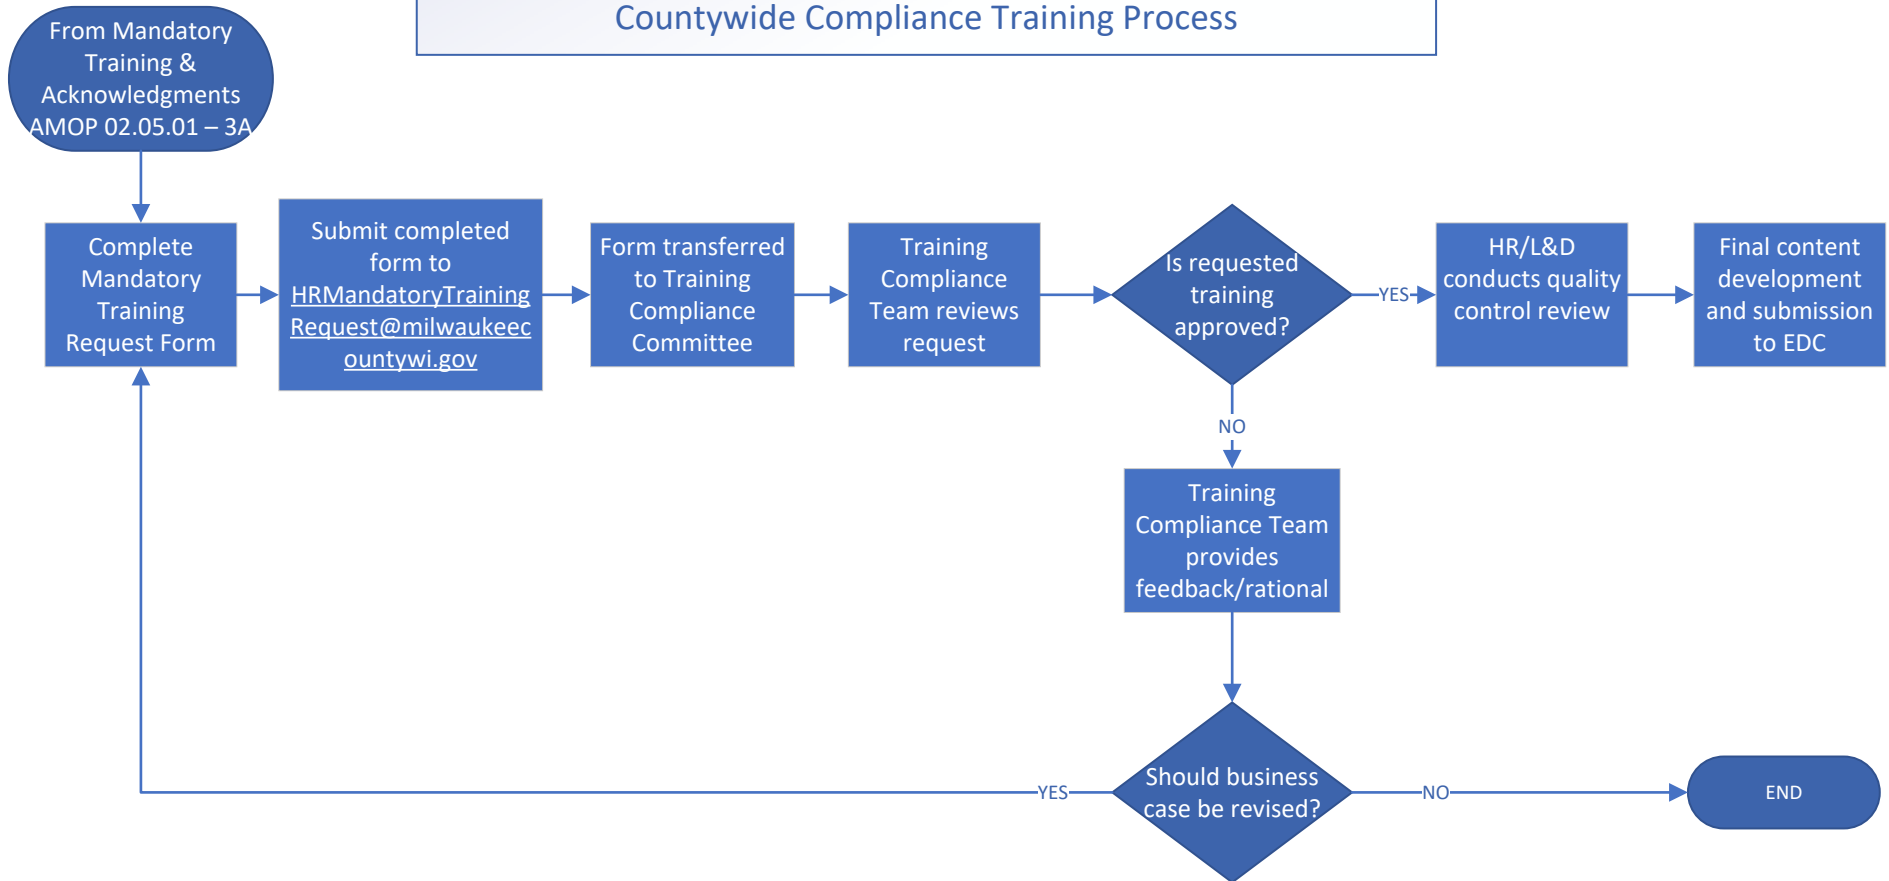 Countywide Compliance Training Process
From Mandatory
Training &
Acknowledgments
AMOP 02.05.01 – 3A
Complete
Mandatory
Training
Request Form
Submit completed
form to
HRMandatoryTraining
Request@milwaukeec
ountywi.gov
Form transferred
to Training
Compliance
Committee
Training
Compliance
Team reviews
request
Is requested
training
approved?
YES
HR/L&D
conducts quality
control review
Final content
development
and submission
to EDC
NO
Training
Compliance Team
provides
feedback/rational
Should business
case be revised?
YES
NO
END